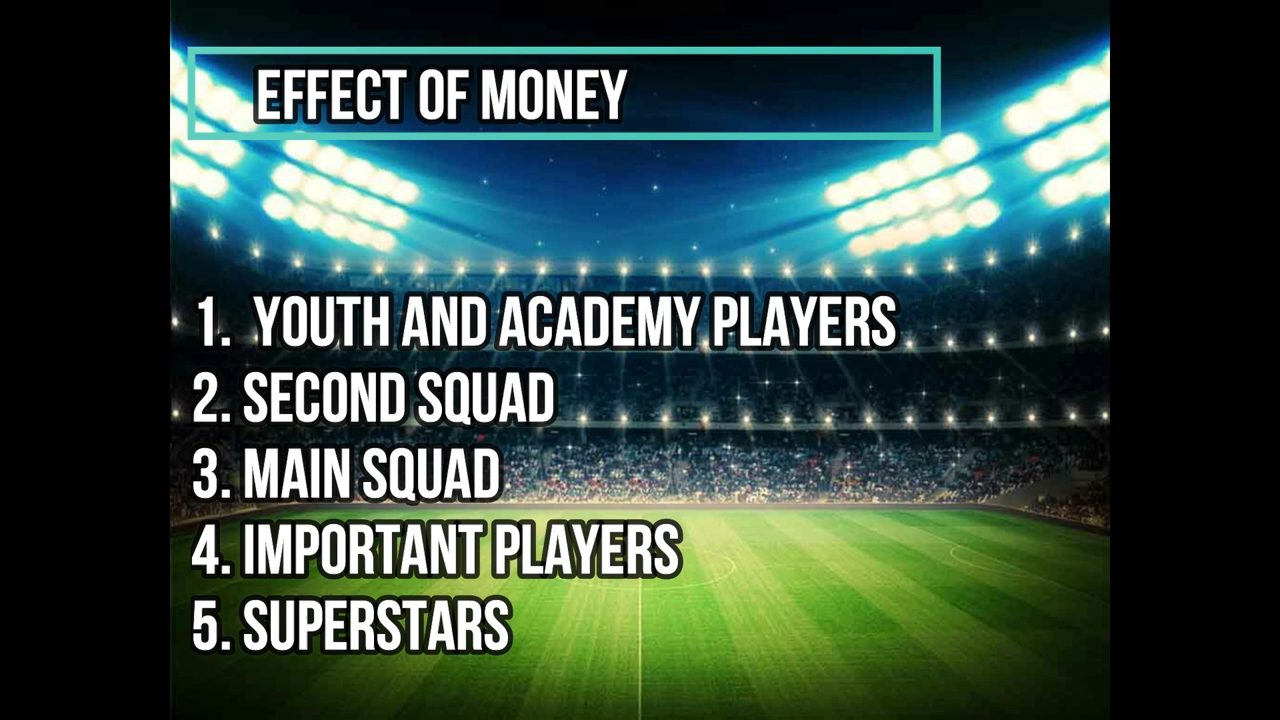 EFFECT OF MONEY
1. YOUTH AND ACADEMY PLAYERS
2. SECOND SQUAD
3. MAIN SQUAD
4. IMPORTANT PLAYERS
5. SUPERSTARS